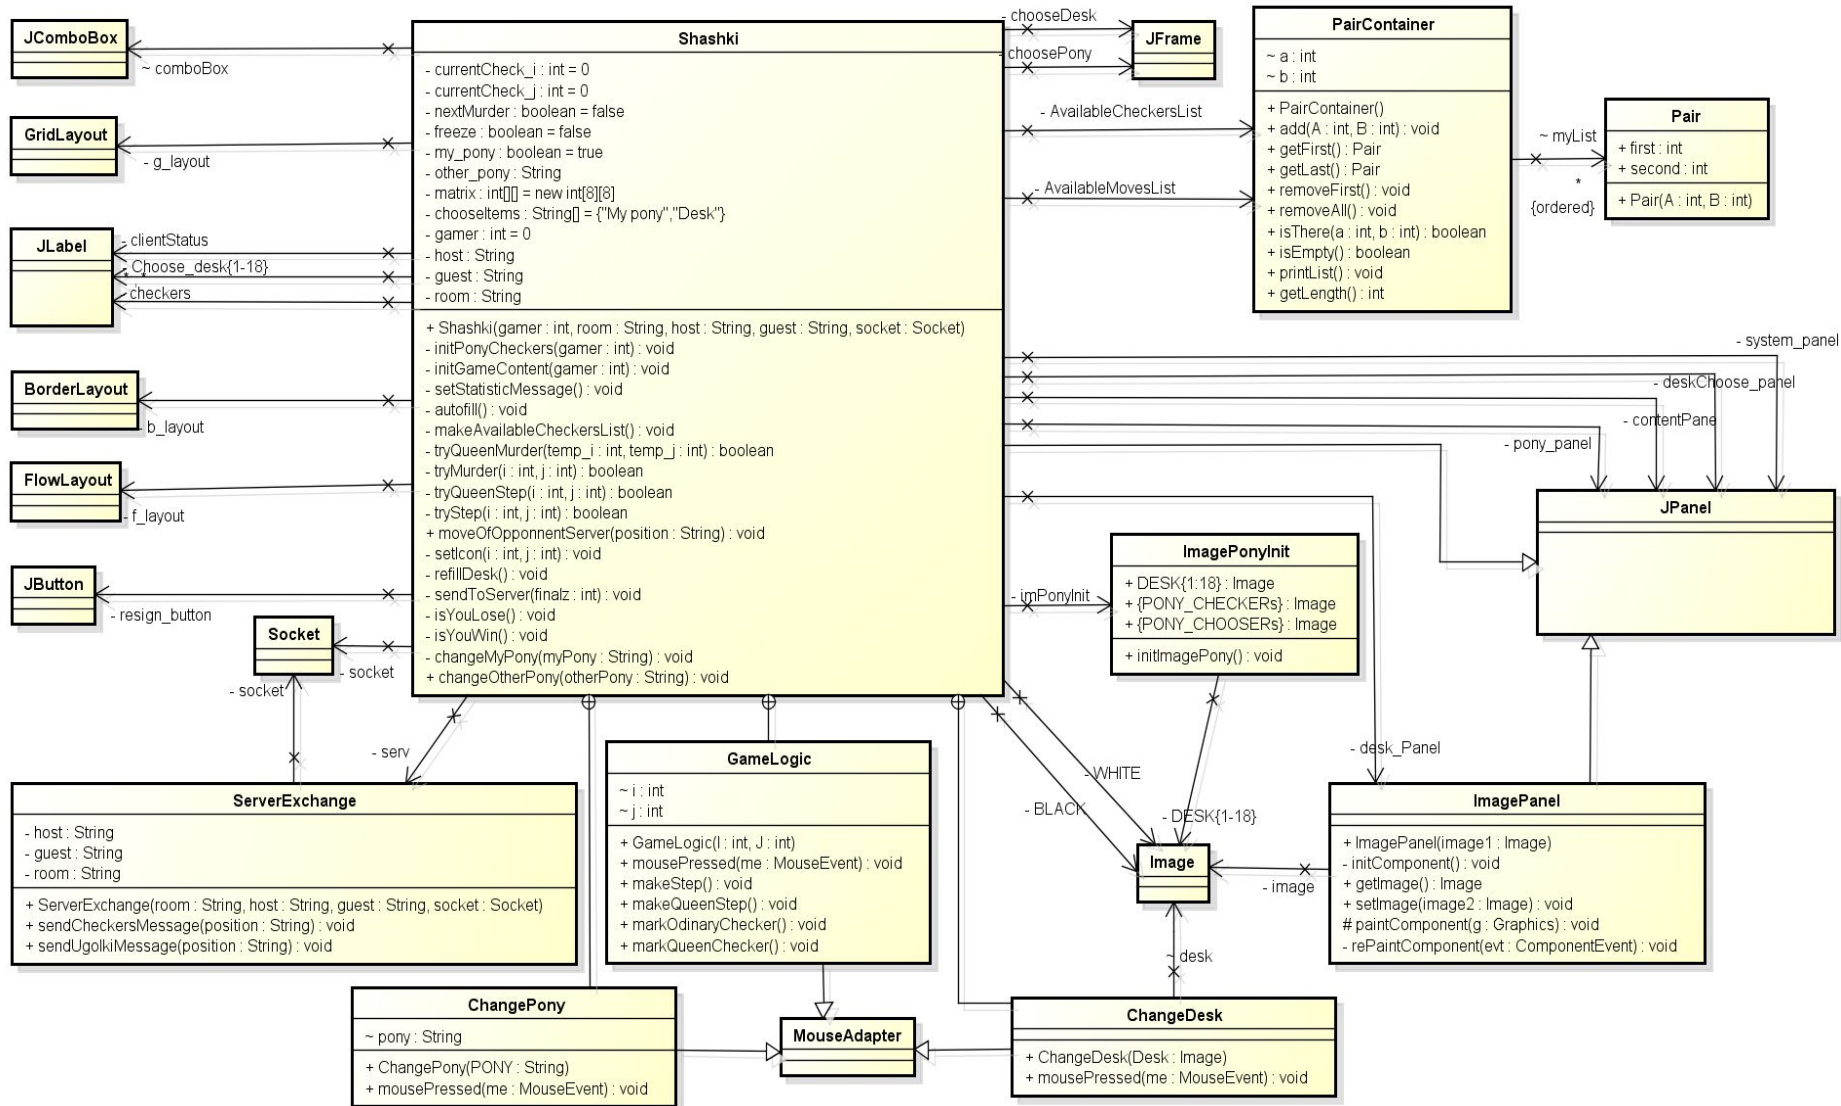 JComboBox
~ comboBox
GridLayout
- g_layout
JLabel
- clientStatus
- Choose_desk{1-18}
* *
- checkers
BorderLayout
- b_layout
FlowLayout
- f_layout
JButton
- resign_button
Socket
- socket
- socket
Shashki
- currentCheck_i : int = 0
- currentCheck_j : int = 0
- nextMurder : boolean = false
- freeze : boolean = false
- my_pony : boolean = true
- other_pony : String
- matrix : int[][] = new int[8][8]
- chooseItems : String[] = {"My pony","Desk"}
- gamer : int = 0
- host : String
- guest : String
- room : String
+ Shashki(gamer : int, room : String, host : String, guest : String, socket : Socket)
- initPonyCheckers(gamer : int) : void
- initGameContent(gamer : int) : void
- setStatisticMessage() : void
- autofill() : void
- makeAvailableCheckersList() : void
- tryQueenMurder(temp_i : int, temp_j : int) : boolean
- tryMurder(i : int, j : int) : boolean
- tryQueenStep(i : int, j : int) : boolean
- tryStep(i : int, j : int) : boolean
+ moveOfOpponnentServer(position : String) : void
- setIcon(i : int, j : int) : void
- refillDesk() : void
- sendToServer(finalz : int) : void
- isYouLose() : void
- isYouWin() : void
- changeMyPony(myPony : String) : void
+ changeOtherPony(otherPony : String) : void
- chooseDesk
- choosePony
JFrame
- AvailableCheckersList
- AvailableMovesList
PairContainer
~ a : int
~ b : int
+ PairContainer()
+ add(A : int, B : int) : void
+ getFirst() : Pair
+ getLast() : Pair
+ removeFirst() : void
+ removeAll() : void
+ isThere(a : int, b : int) : boolean
+ isEmpty() : boolean
+ printList() : void
+ getLength() : int
~ myList
*
{ordered}
Pair
+ first : int
+ second : int
+ Pair(A : int, B : int)
- system_panel
- deskChoose_panel
- contentPane
- pony_panel
JPanel
- imPonyInit
ImagePonyInit
+ DESK{1:18} : Image
+ {PONY_CHECKERs} : Image
+ {PONY_CHOOSERs} : Image
+ initImagePony() : void
- desk_Panel
- serv
- WHITE
- BLACK
- DESK{1-18}
Image
- image
~ desk
ServerExchange
- host : String
- guest : String
- room : String
+ ServerExchange(room : String, host : String, guest : String, socket : Socket)
+ sendCheckersMessage(position : String) : void
+ sendUgolkiMessage(position : String) : void
GameLogic
~ i : int
~ j : int
+ GameLogic(I : int, J : int)
+ mousePressed(me : MouseEvent) : void
+ makeStep() : void
+ makeQueenStep() : void
+ markOdinaryChecker() : void
+ markQueenChecker() : void
ImagePanel
+ ImagePanel(image1 : Image)
- initComponent() : void
+ getImage() : Image
+ setImage(image2 : Image) : void
# paintComponent(g : Graphics) : void
- rePaintComponent(evt : ComponentEvent) : void
ChangePony
~ pony : String
+ ChangePony(PONY : String)
+ mousePressed(me : MouseEvent) : void
MouseAdapter
ChangeDesk
+ ChangeDesk(Desk : Image)
+ mousePressed(me : MouseEvent) : void